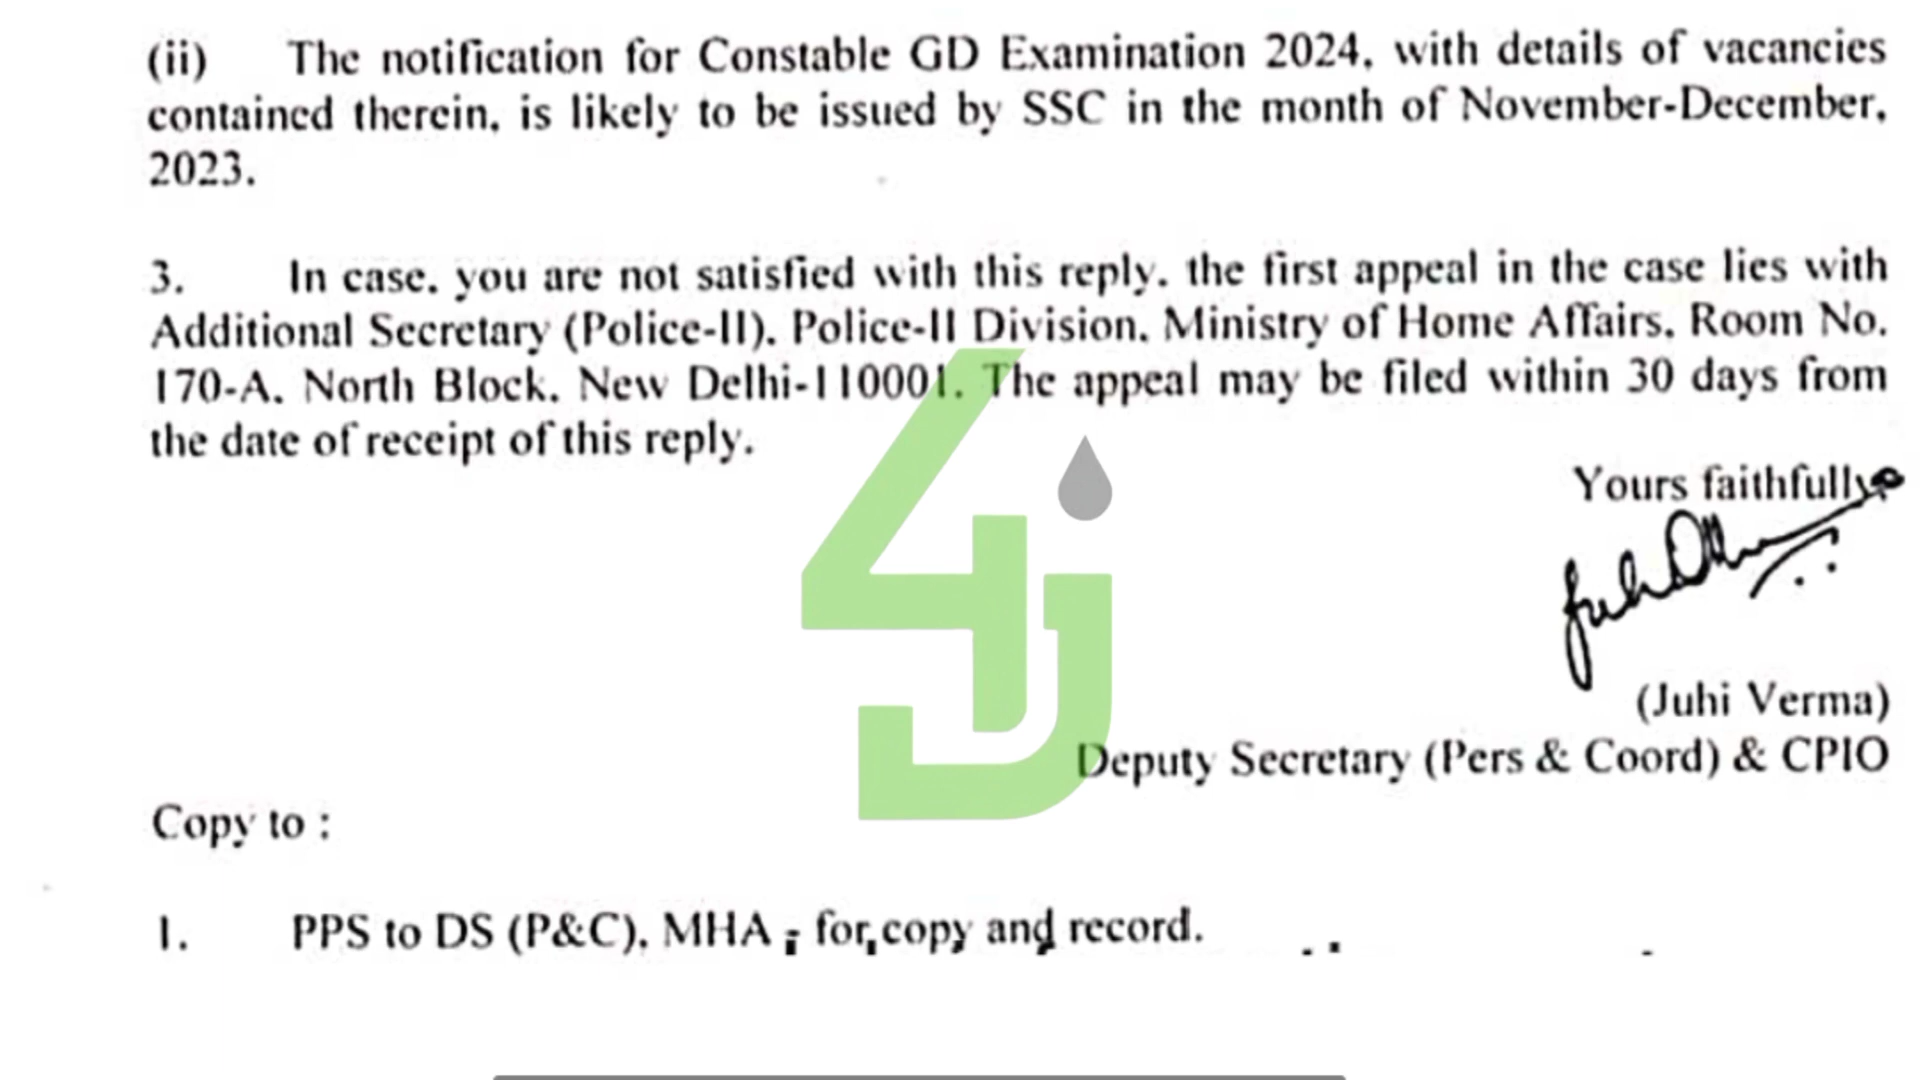 (ii) The notification for Constable GD Examination 2024, with details of vacancies
contained therein, is likely to be issued by SSC in the month of November-December,
2023.
3. In case, you are not satisfied with this reply, the first appeal in the case lies with
Additional Secretary (Police-II), Police-II Division, Ministry of Home Affairs, Room No.
170-A, North Block, New Delhi-110001. The appeal may be filed within 30 days from
the date of receipt of this reply.
4J
Yours faithfully
(Juhi Verma)
Deputy Secretary (Pers & Coord) & CPIO
Copy to :
1. PPS to DS (P&C), MHA - for copy and record.